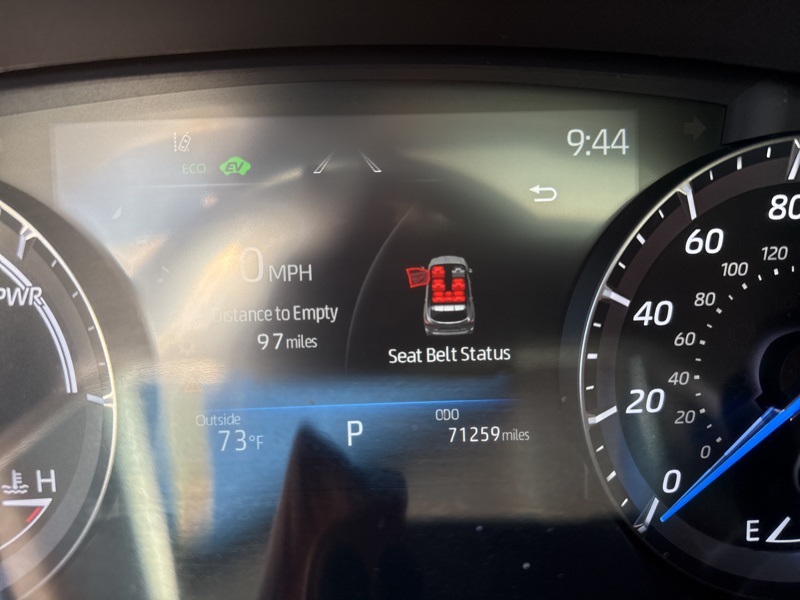 9:44
ECO EV
0 MPH
Distance to Empty
97 miles
Seat Belt Status
Outside
73°F
P
ODO
71259 miles
PWR
H
80
60
40
20
0
120
100
80
60
40
20
0
E